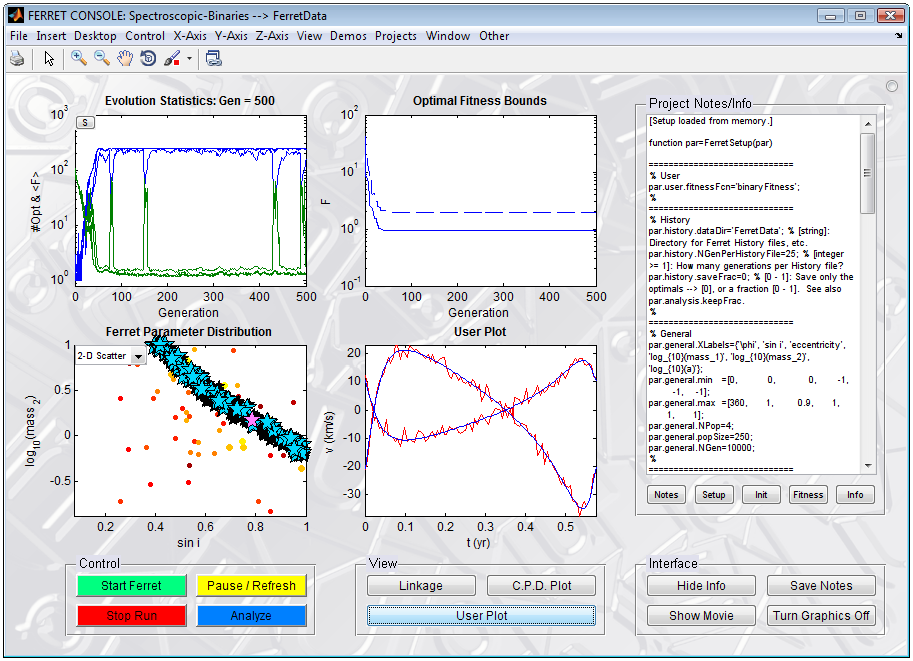 FERRET CONSOLE: Spectroscopic-Binaries --> FerretData
File Insert Desktop Control X-Axis Y-Axis Z-Axis View Demos Projects Window Other
Evolution Statistics: Gen = 500
S
10^3
10^2
10^1
10^0
#Opt & <F>
0 100 200 300 400 500
Generation
Optimal Fitness Bounds
10^2
10^1
10^0
10^-1
F
0 100 200 300 400 500
Generation
Ferret Parameter Distribution
2-D Scatter
1
0.5
0
-0.5
log_10(mass_2)
0.2 0.4 0.6 0.8 1
sin i
User Plot
20
10
0
-10
-20
-30
v (km/s)
0 0.1 0.2 0.3 0.4 0.5
t (yr)
Project Notes/Info
[Setup loaded from memory.]
function par=FerretSetup(par)
============================
% User
par.user.fitnessFcn='binaryFitness';
%
============================
% History
par.history.dataDir='FerretData'; % [string]:
Directory for Ferret History files, etc.
par.history.NGenPerHistoryFile=25; % [integer
>= 1]: How many generations per History file?
par.history.saveFrac=0; % [0 - 1]: Save only the
optimals --> [0], or a fraction [0 - 1]. See also
par.analysis.keepFrac.
%
============================
% General
par.general.XLabels={'\phi', 'sin i', 'eccentricity',
'log_{10}(mass_1)', 'log_{10}(mass_2)',
'log_{10}(a)'};
par.general.min =[0, 0, 0, -1,
-1, -1];
par.general.max =[360, 1, 0.9, 1,
1, 1];
par.general.NPop=4;
par.general.popSize=250;
par.general.NGen=10000;
%
============================
Notes Setup Init Fitness Info
Control
Start Ferret Pause / Refresh
Stop Run Analyze
View
Linkage C.P.D. Plot
User Plot
Interface
Hide Info Save Notes
Show Movie Turn Graphics Off